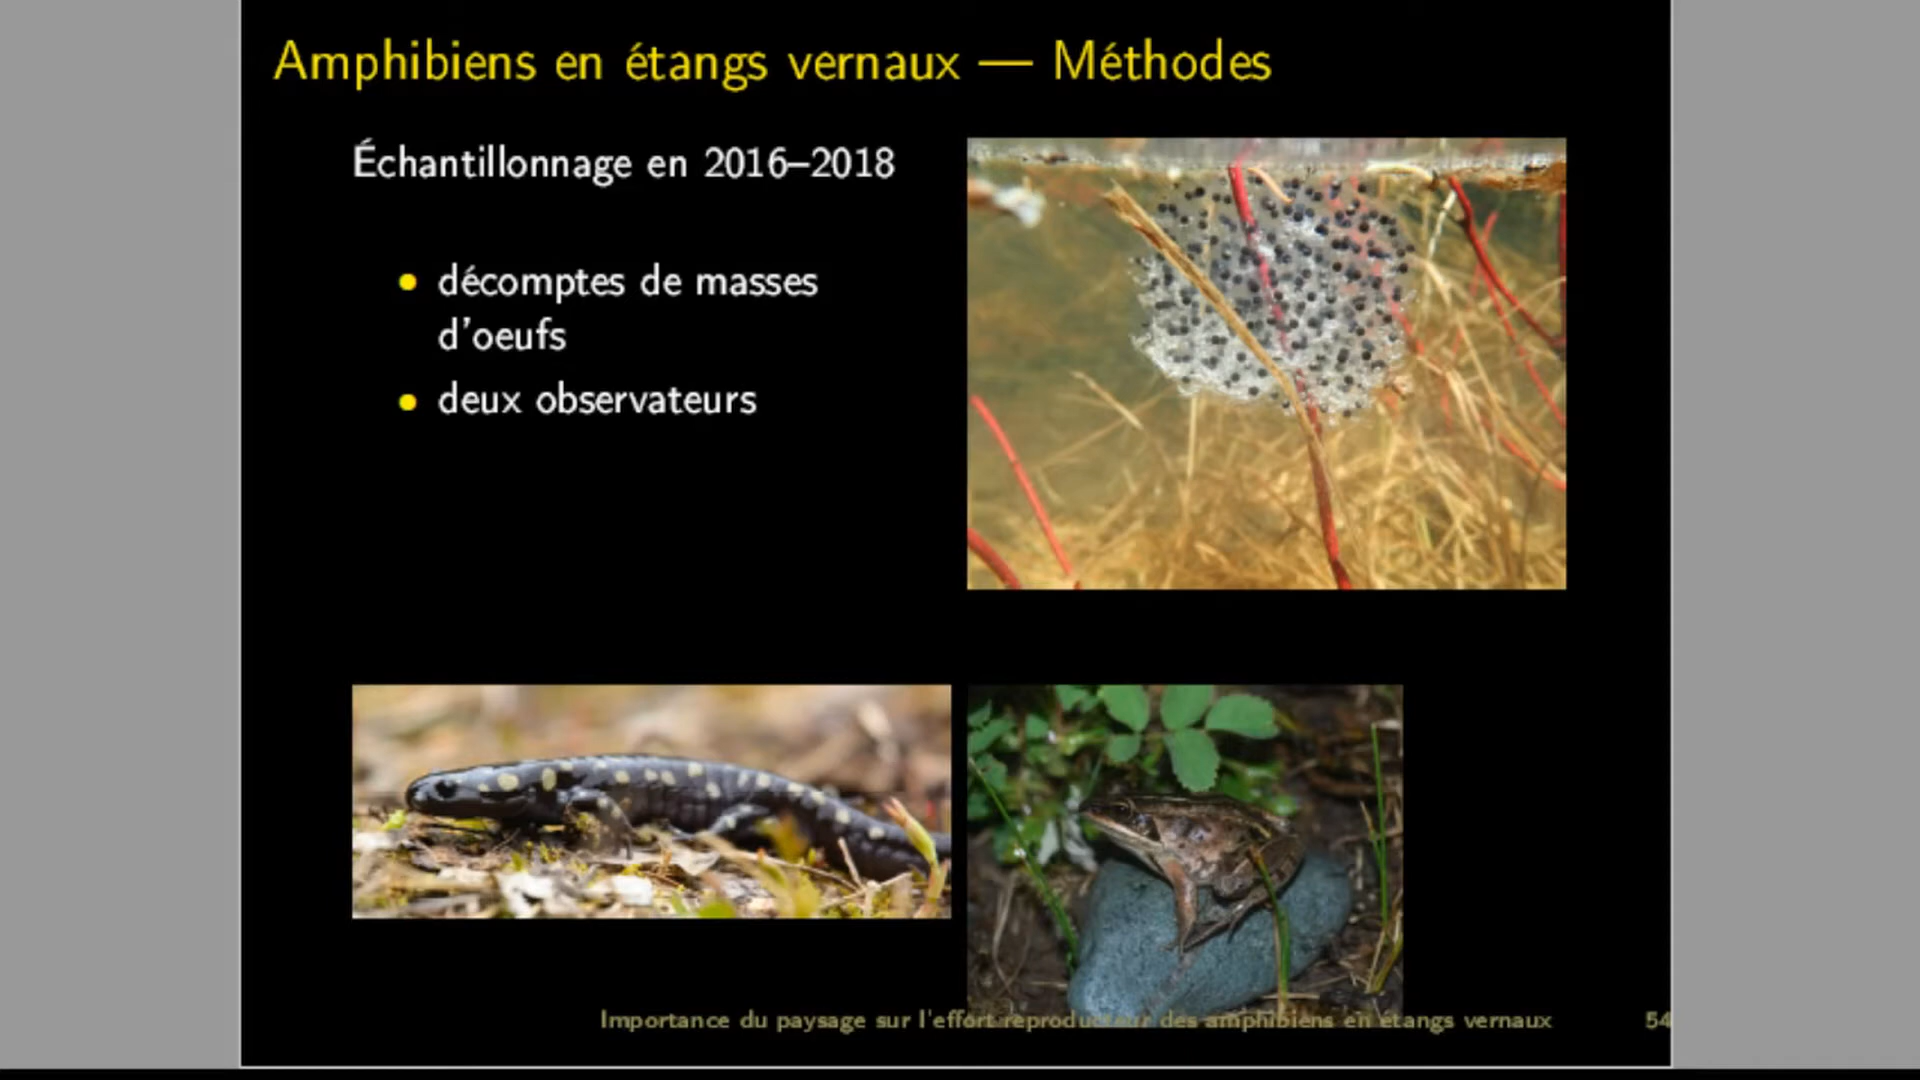 Amphibiens en étangs vernaux — Méthodes
Échantillonnage en 2016–2018
• décomptes de masses
d'oeufs
• deux observateurs
Importance du paysage sur l'effort reproducteur des amphibiens en étangs vernaux
54